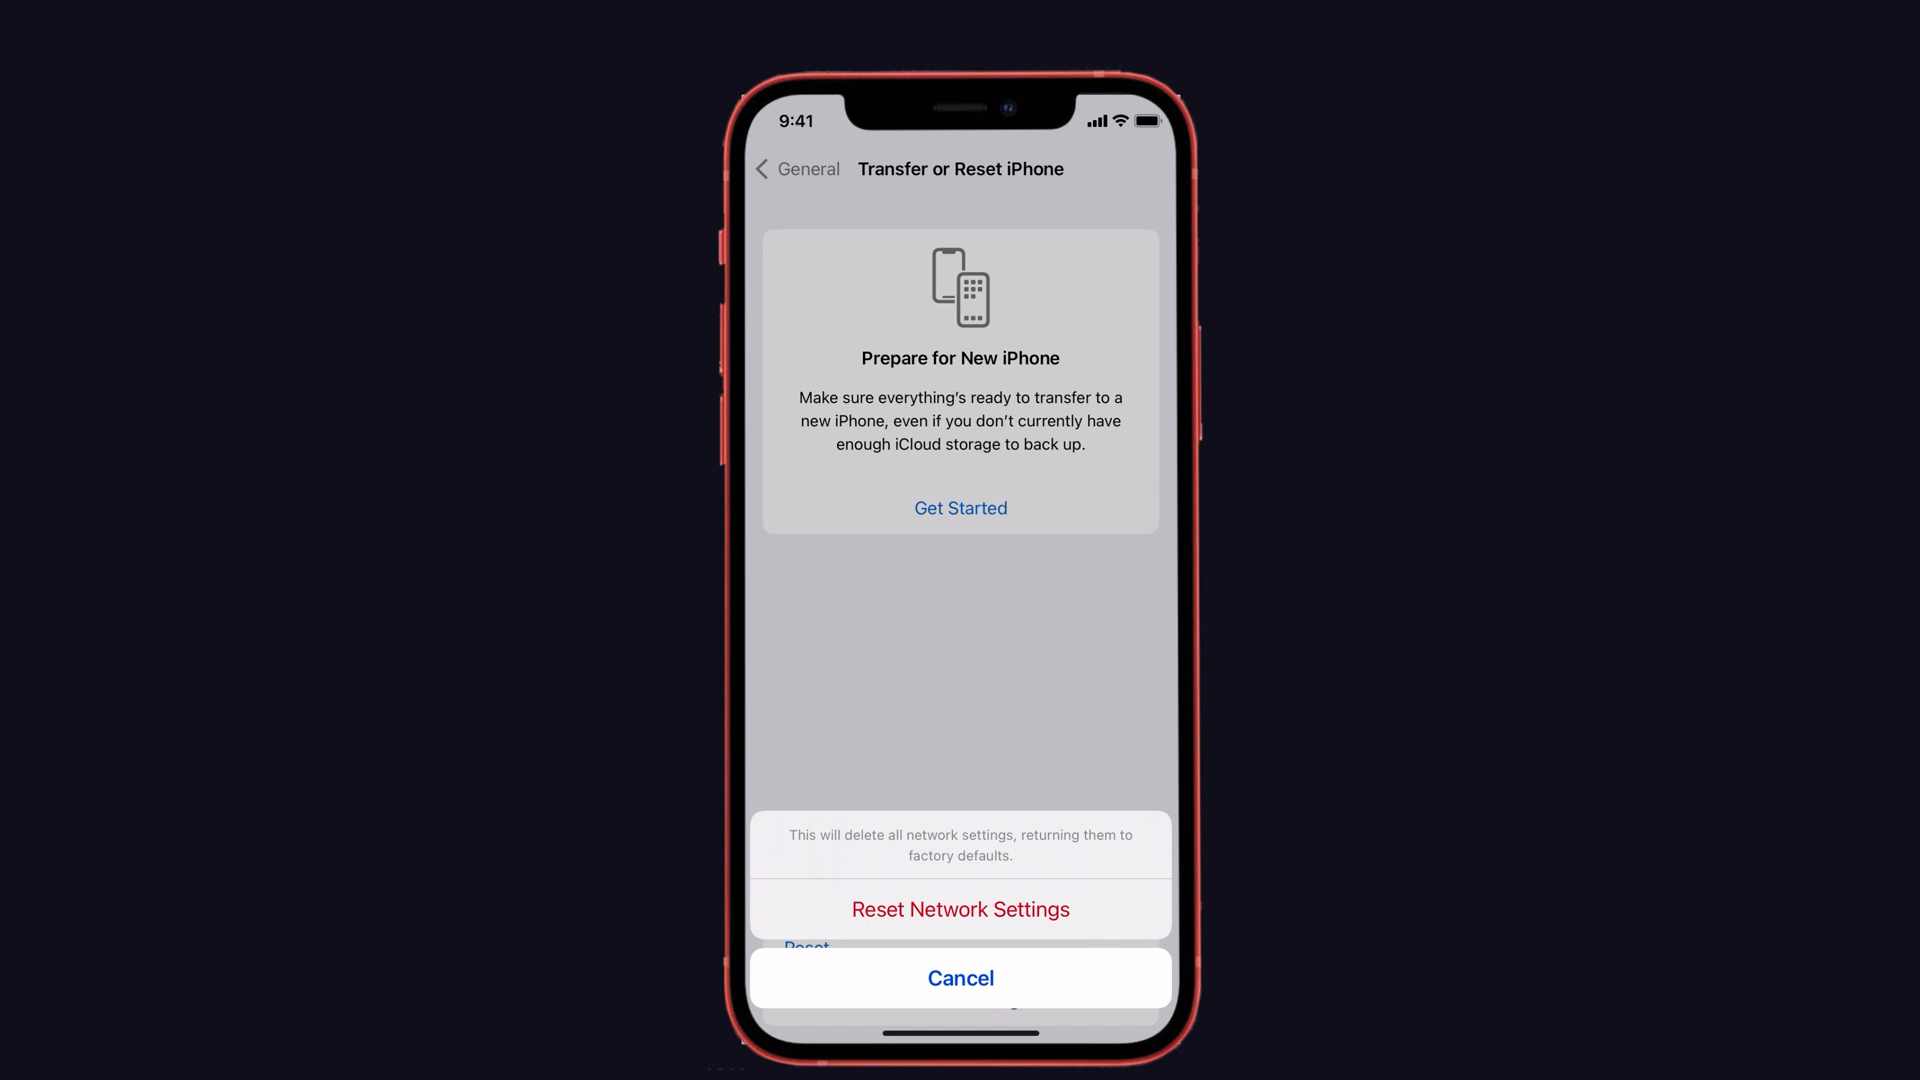 9:41
General Transfer or Reset iPhone
Prepare for New iPhone
Make sure everything's ready to transfer to a
new iPhone, even if you don't currently have
enough iCloud storage to back up.
Get Started
This will delete all network settings, returning them to
factory defaults.
Reset Network Settings
Reset
Cancel